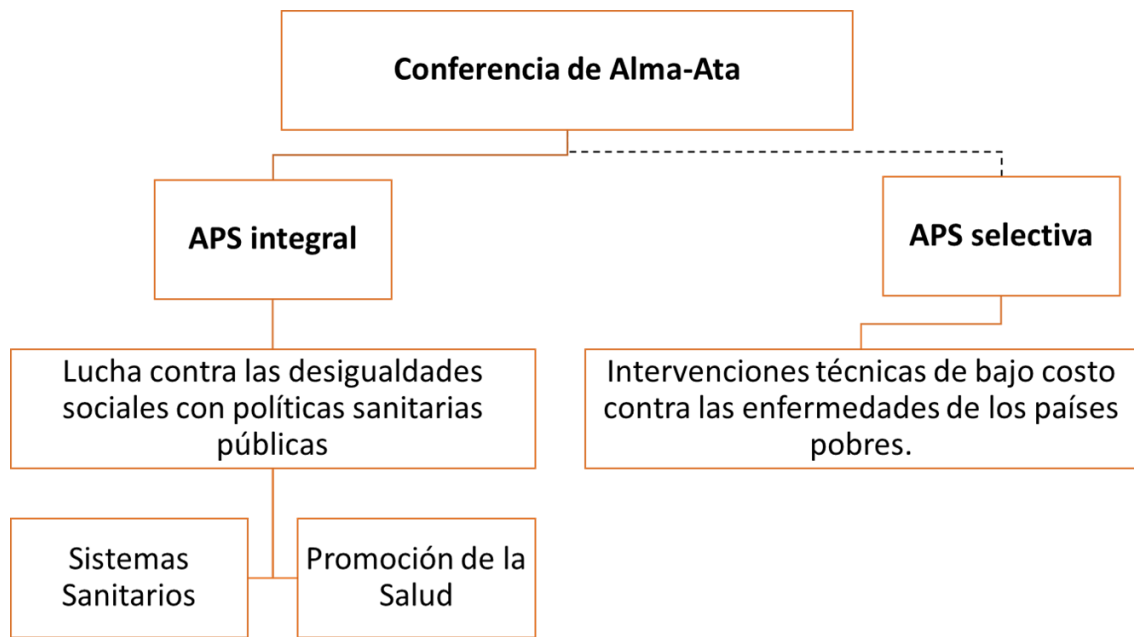 Conferencia de Alma-Ata
APS integral
APS selectiva
Lucha contra las desigualdades
sociales con políticas sanitarias
públicas
Intervenciones técnicas de bajo costo
contra las enfermedades de los países
pobres.
Sistemas
Sanitarios
Promoción de la
Salud